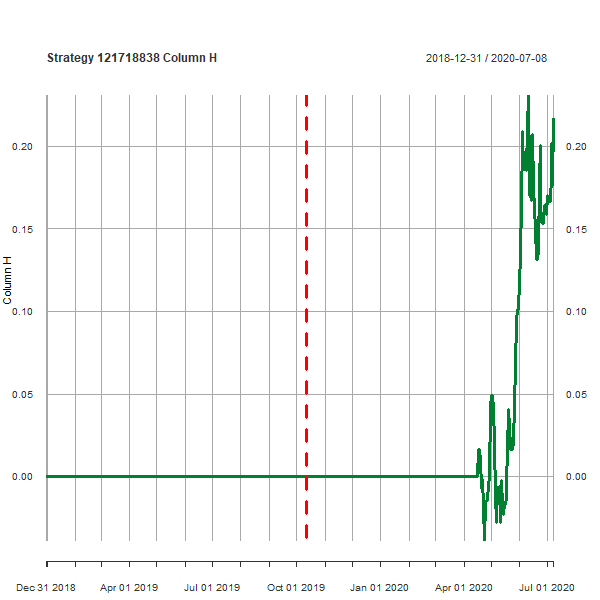 Strategy 121718838 Column H
2018-12-31 / 2020-07-08
0.20
0.20
0.15
0.15
Column H
0.10
0.10
0.05
0.05
0.00
0.00
Dec 31 2018
Apr 01 2019
Jul 01 2019
Oct 01 2019
Jan 01 2020
Apr 01 2020
Jul 01 2020